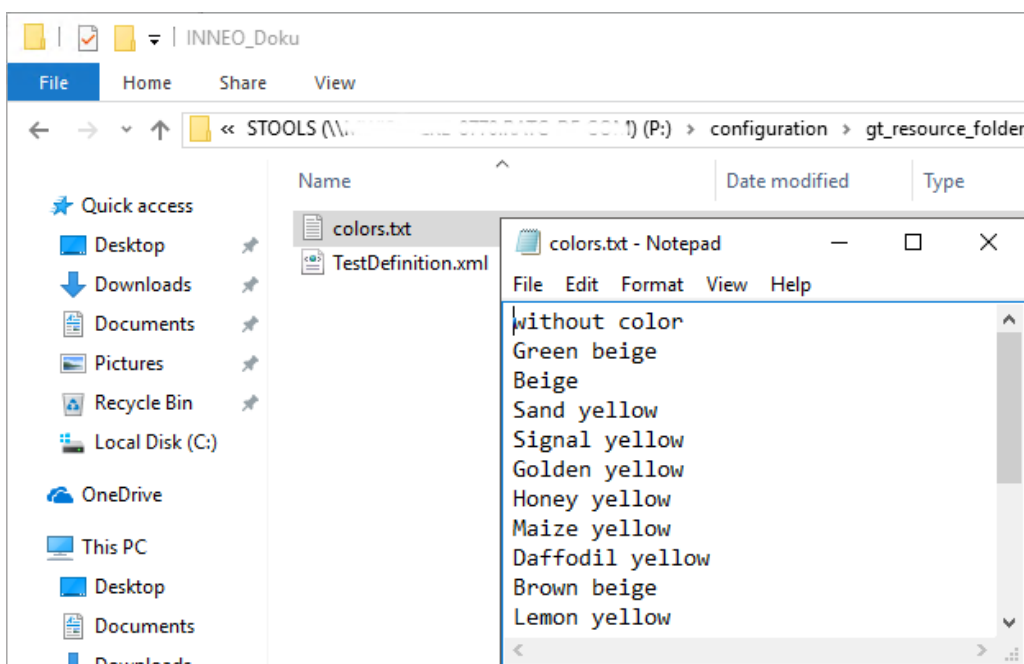 INNEO_Doku
File Home Share View
« STOOLS (\\ ) (P:) > configuration > gt_resource_folder
Name Date modified Type
Quick access
Desktop
Downloads
Documents
Pictures
Recycle Bin
Local Disk (C:)
OneDrive
This PC
Desktop
Documents
Downloads
colors.txt
TestDefinition.xml
colors.txt - Notepad
File Edit Format View Help
without color
Green beige
Beige
Sand yellow
Signal yellow
Golden yellow
Honey yellow
Maize yellow
Daffodil yellow
Brown beige
Lemon yellow